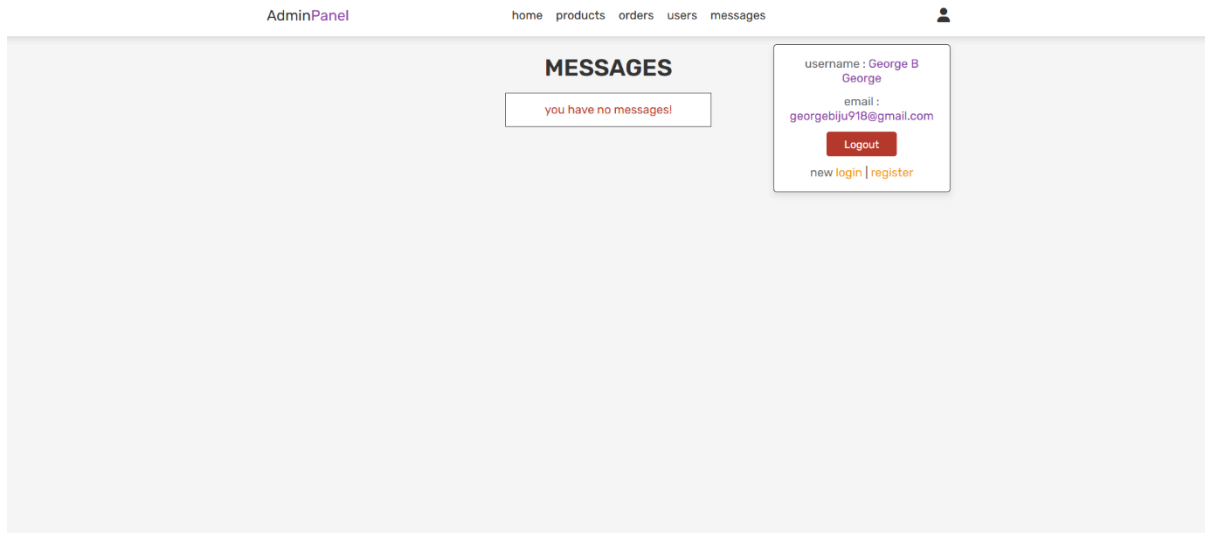 AdminPanel
home products orders users messages
MESSAGES
you have no messages!
username : George B
George
email :
georgebiju918@gmail.com
Logout
new login | register